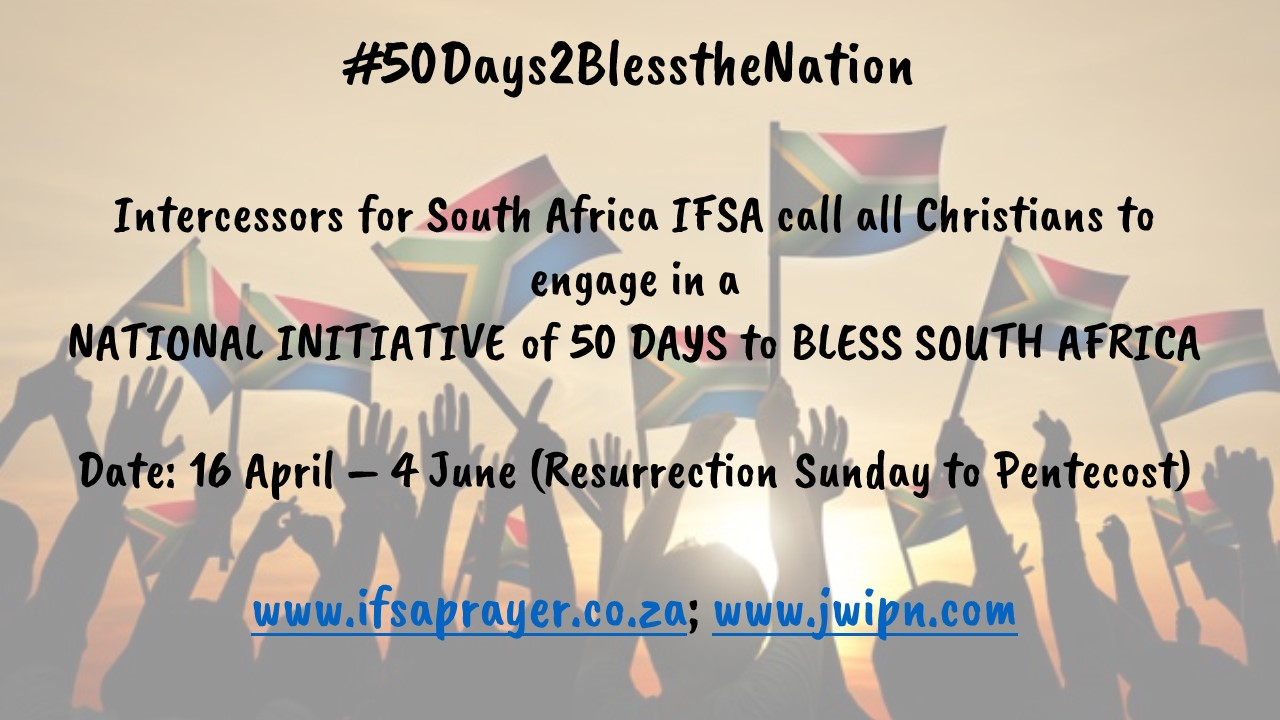 #50Days2BlesstheNation
Intercessors for South Africa IFSA call all Christians to
engage in a
NATIONAL INITIATIVE of 50 DAYS to BLESS SOUTH AFRICA
Date: 16 April – 4 June (Resurrection Sunday to Pentecost)
www.ifsaprayer.co.za; www.jwipn.com